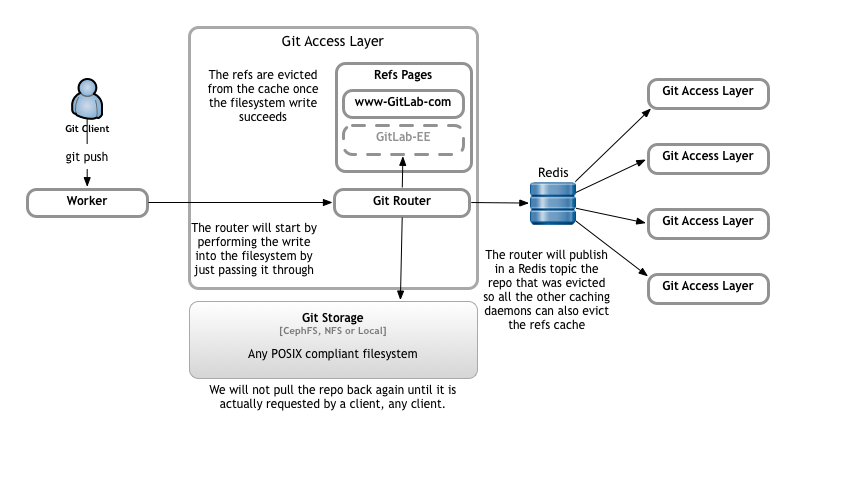 Git Access Layer
The refs are evicted
from the cache once
the filesystem write
succeeds
Refs Pages
www-GitLab-com
GitLab-EE
Git Client
git push
Worker
Git Router
Redis
Git Access Layer
Git Access Layer
Git Access Layer
Git Access Layer
The router will start by
performing the write
into the filesystem by
just passing it through
The router will publish
in a Redis topic the
repo that was evicted
so all the other caching
daemons can also evict
the refs cache
Git Storage
[CephFS, NFS or Local]
Any POSIX compliant filesystem
We will not pull the repo back again until it is
actually requested by a client, any client.